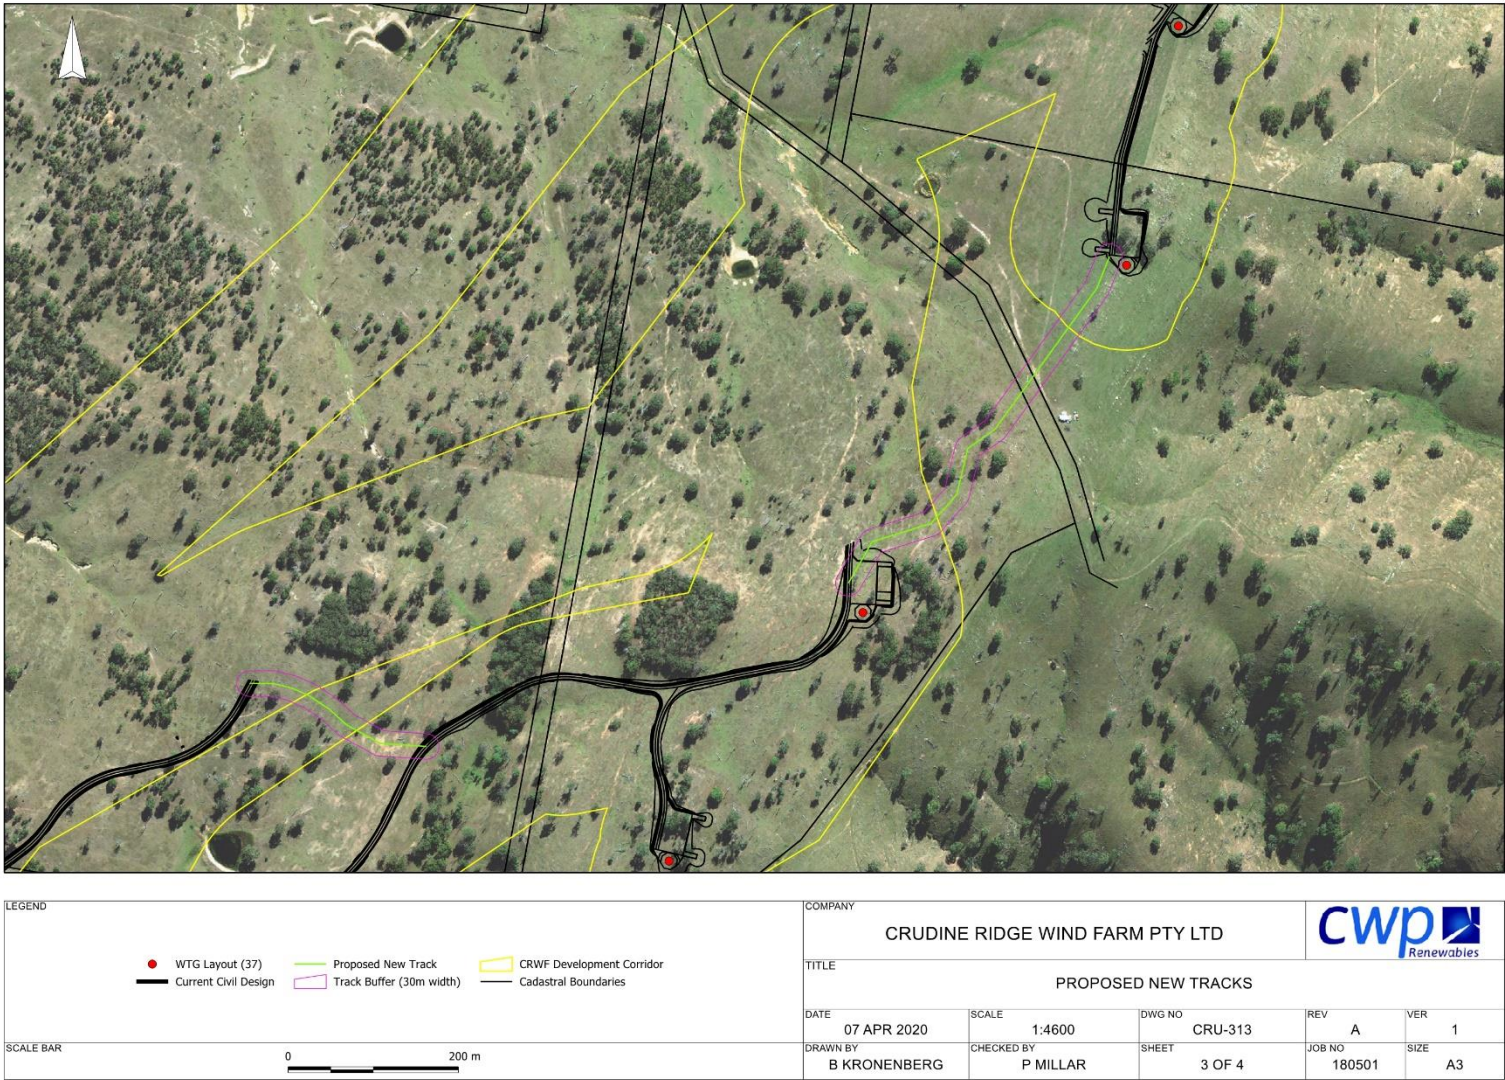 LEGEND
WTG Layout (37)
Current Civil Design
Proposed New Track
Track Buffer (30m width)
CRWF Development Corridor
Cadastral Boundaries
SCALE BAR
0
200 m
COMPANY
CRUDINE RIDGE WIND FARM PTY LTD
cwp
Renewables
TITLE
PROPOSED NEW TRACKS
DATE
07 APR 2020
SCALE
1:4600
DWG NO
CRU-313
REV
A
VER
1
DRAWN BY
B KRONENBERG
CHECKED BY
P MILLAR
SHEET
3 OF 4
JOB NO
180501
SIZE
A3